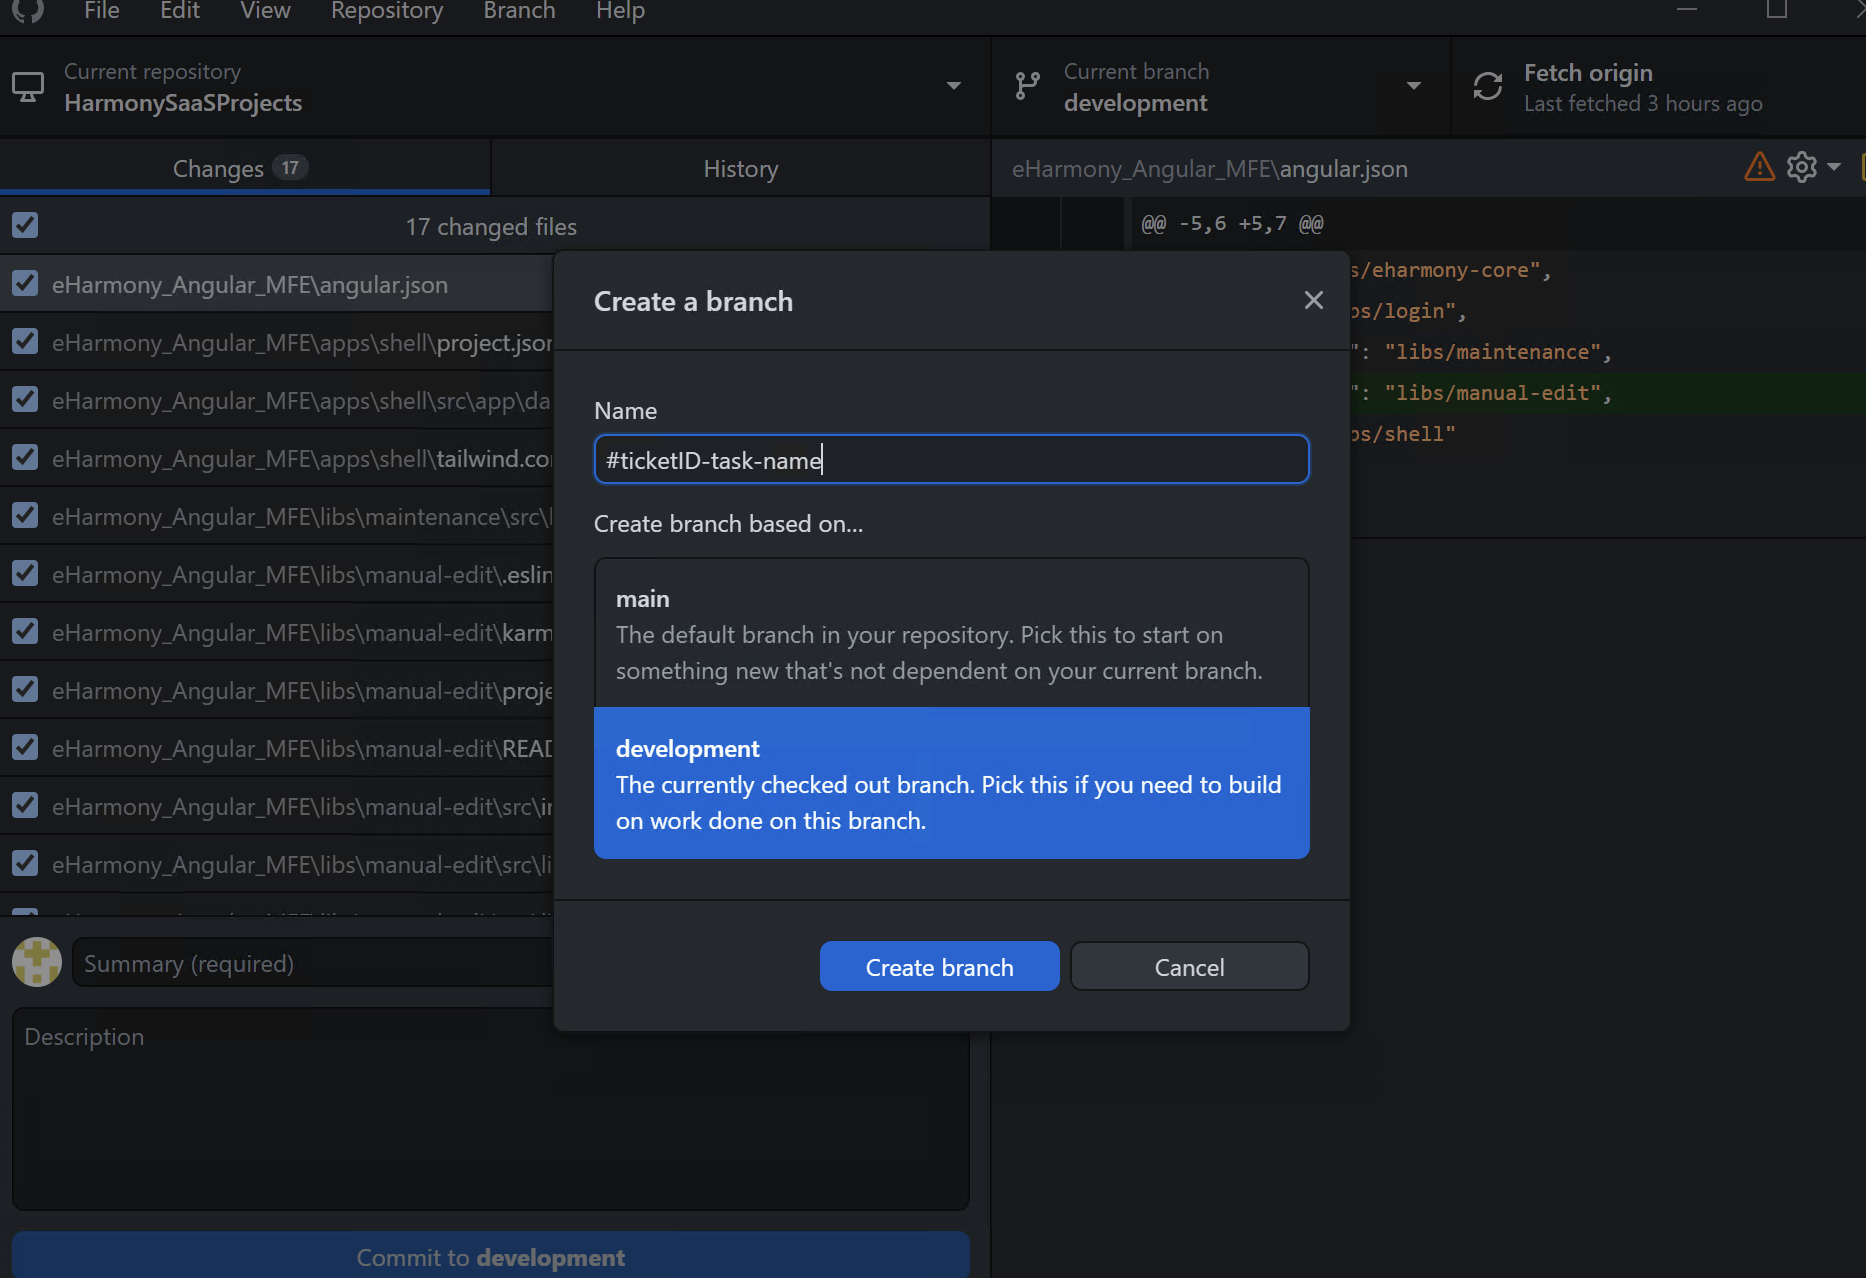 File Edit View Repository Branch Help
Current repository
HarmonySaaSProjects
Current branch
development
Fetch origin
Last fetched 3 hours ago
Changes 17
History
eHarmony_Angular_MFE\angular.json
17 changed files
@@ -5,6 +5,7 @@
eHarmony_Angular_MFE\angular.json
eHarmony_Angular_MFE\apps\shell\project.json
eHarmony_Angular_MFE\apps\shell\src\app\da
eHarmony_Angular_MFE\apps\shell\tailwind.co
eHarmony_Angular_MFE\libs\maintenance\src\l
eHarmony_Angular_MFE\libs\manual-edit\.eslin
eHarmony_Angular_MFE\libs\manual-edit\karm
eHarmony_Angular_MFE\libs\manual-edit\proje
eHarmony_Angular_MFE\libs\manual-edit\READ
eHarmony_Angular_MFE\libs\manual-edit\src\in
eHarmony_Angular_MFE\libs\manual-edit\src\li
s/eharmony-core",
os/login",
": "libs/maintenance",
": "libs/manual-edit",
os/shell"
Create a branch
Name
#ticketID-task-name
Create branch based on...
main
The default branch in your repository. Pick this to start on
something new that's not dependent on your current branch.
development
The currently checked out branch. Pick this if you need to build
on work done on this branch.
Create branch
Cancel
Summary (required)
Description
Commit to development